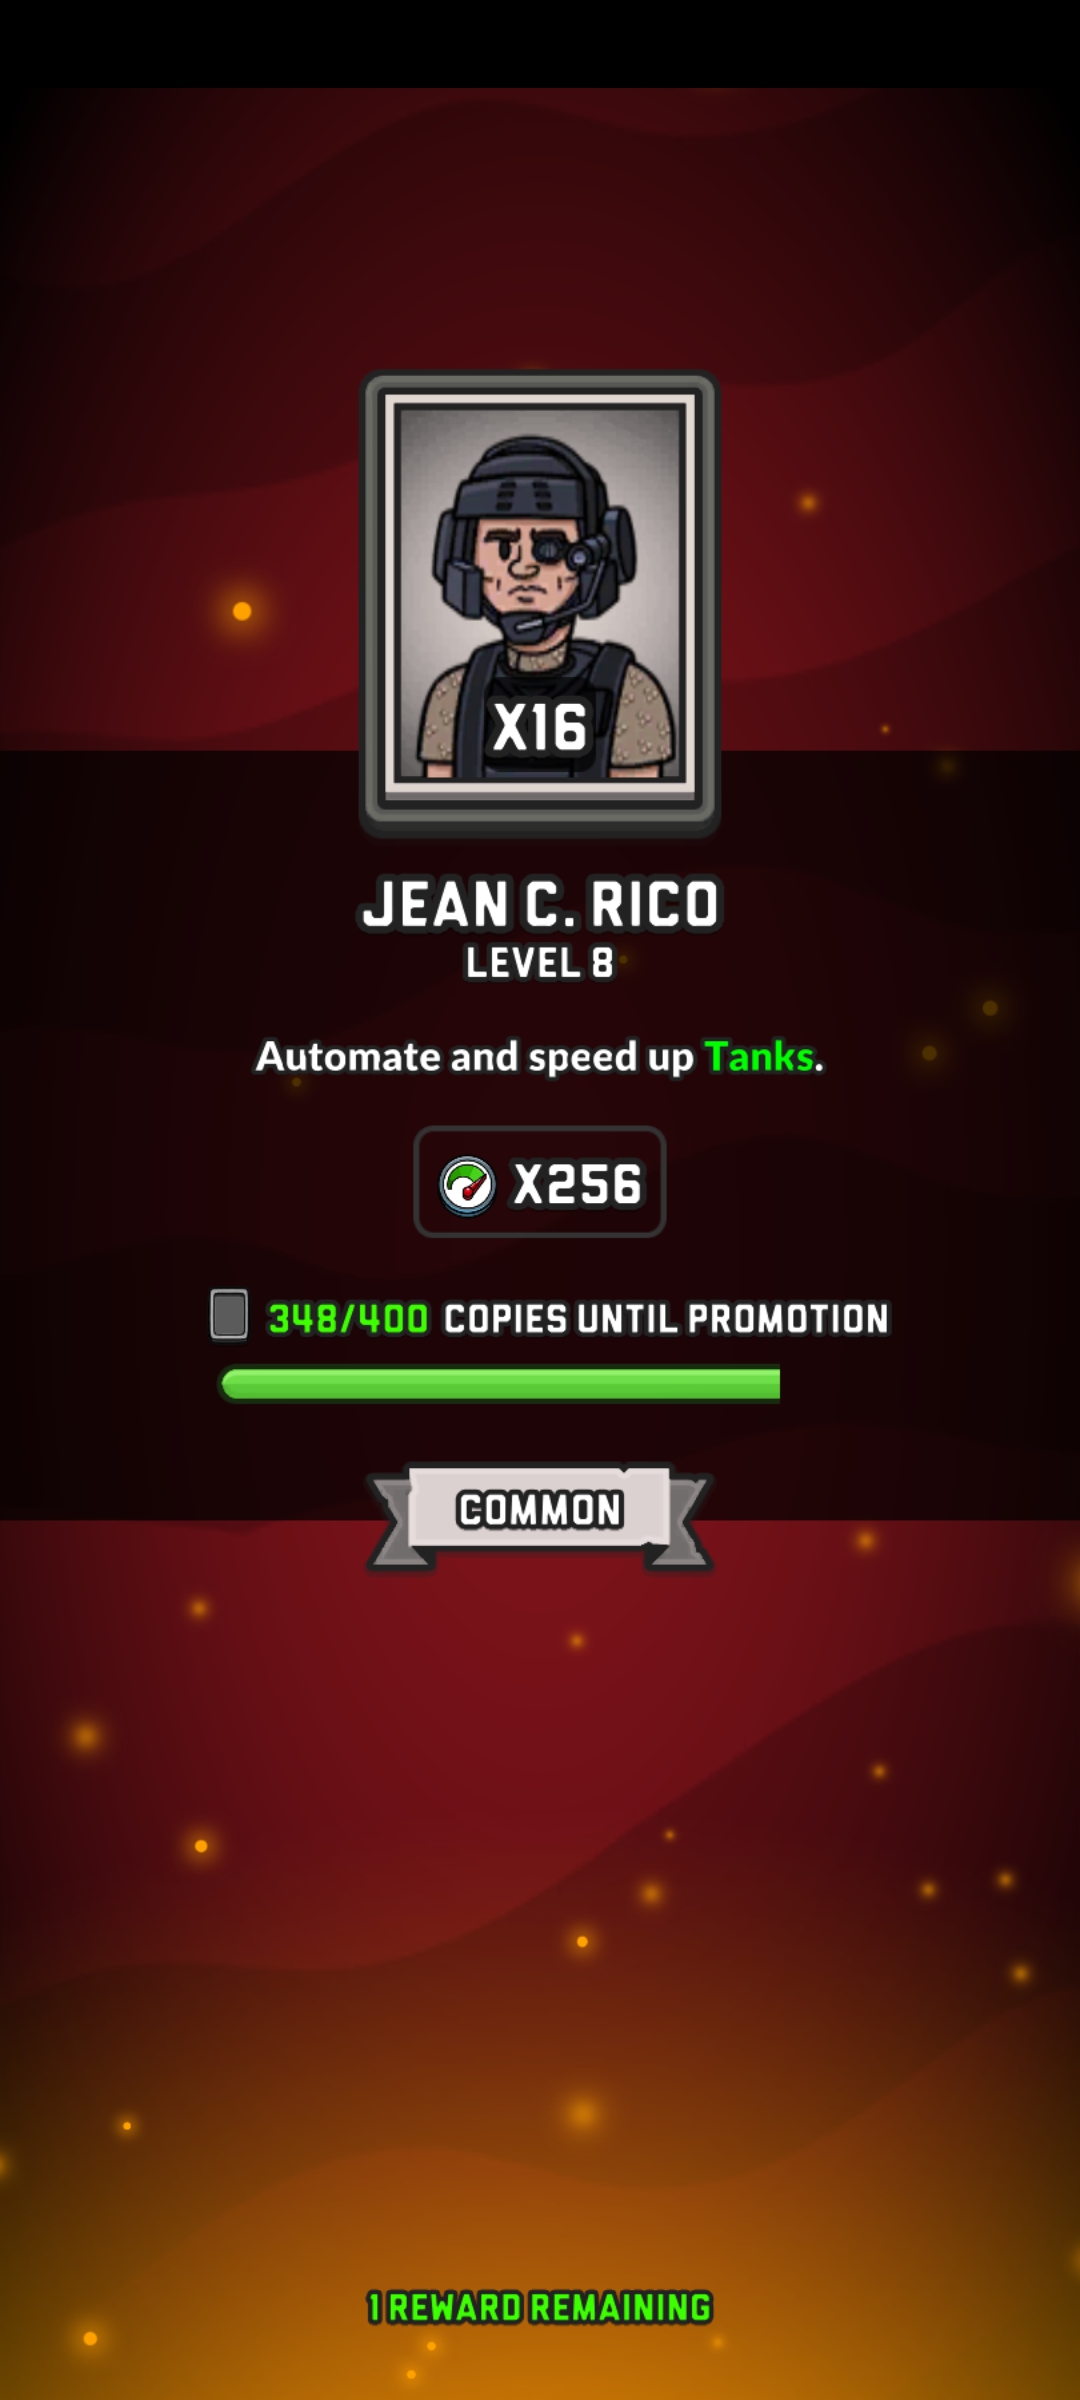 X16
JEAN C. RICO
LEVEL 8
Automate and speed up Tanks.
X256
348/400 COPIES UNTIL PROMOTION
COMMON
1 REWARD REMAINING